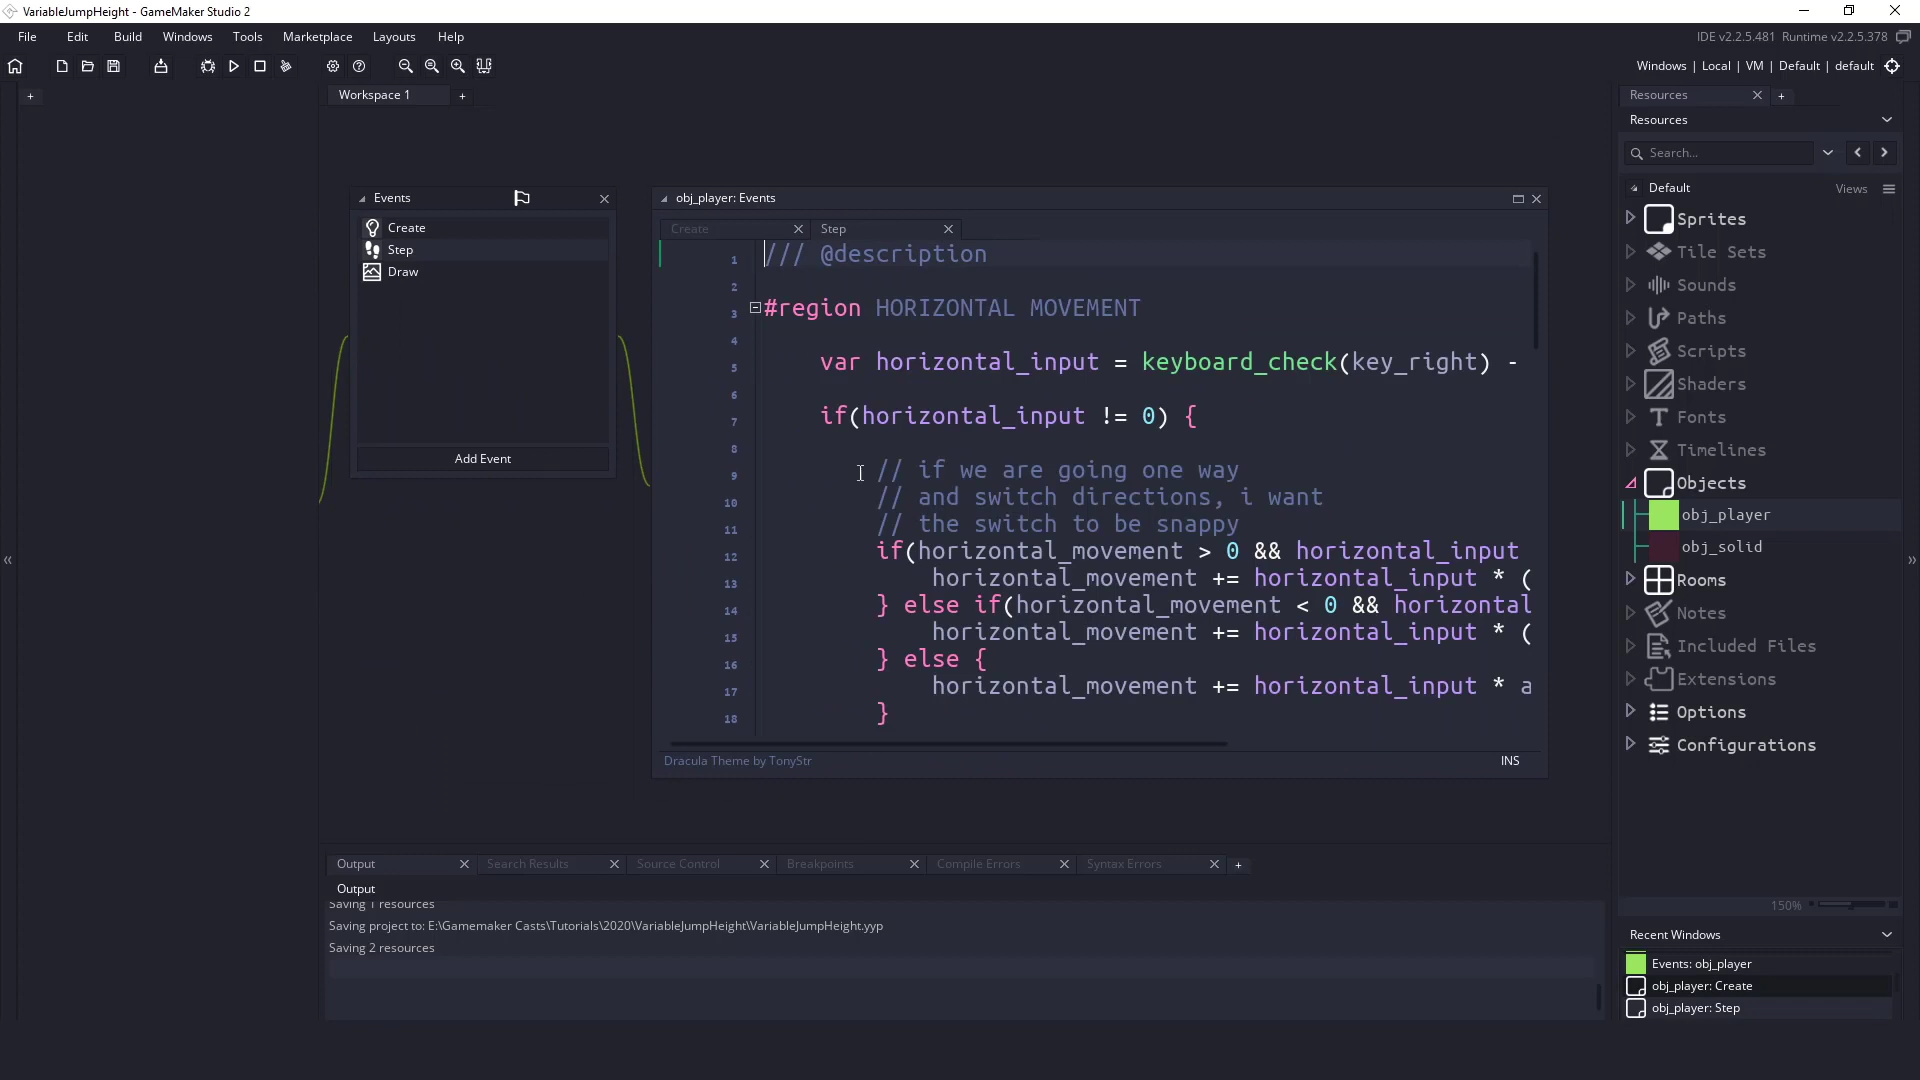 VariableJumpHeight - GameMaker Studio 2
File Edit Build Windows Tools Marketplace Layouts Help
IDE v2.2.5.481 Runtime v2.2.5.378
Windows | Local | VM | Default | default
Workspace 1
Events
Create
Step
Draw
Add Event
obj_player: Events
Create
Step
1 /// @description
2
3 #region HORIZONTAL MOVEMENT
4
5 var horizontal_input = keyboard_check(key_right) -
6
7 if(horizontal_input != 0) {
8
9 // if we are going one way
10 // and switch directions, i want
11 // the switch to be snappy
12 if(horizontal_movement > 0 && horizontal_input
13 horizontal_movement += horizontal_input * (
14 } else if(horizontal_movement < 0 && horizontal
15 horizontal_movement += horizontal_input * (
16 } else {
17 horizontal_movement += horizontal_input * a
18 }
Dracula Theme by TonyStr
INS
Output
Search Results
Source Control
Breakpoints
Compile Errors
Syntax Errors
Output
Saving 1 resources
Saving project to: E:\Gamemaker Casts\Tutorials\2020\VariableJumpHeight\VariableJumpHeight.yyp
Saving 2 resources
Resources
Resources
Search...
Default
Views
Sprites
Tile Sets
Sounds
Paths
Scripts
Shaders
Fonts
Timelines
Objects
obj_player
obj_solid
Rooms
Notes
Included Files
Extensions
Options
Configurations
150%
Recent Windows
Events: obj_player
obj_player: Create
obj_player: Step